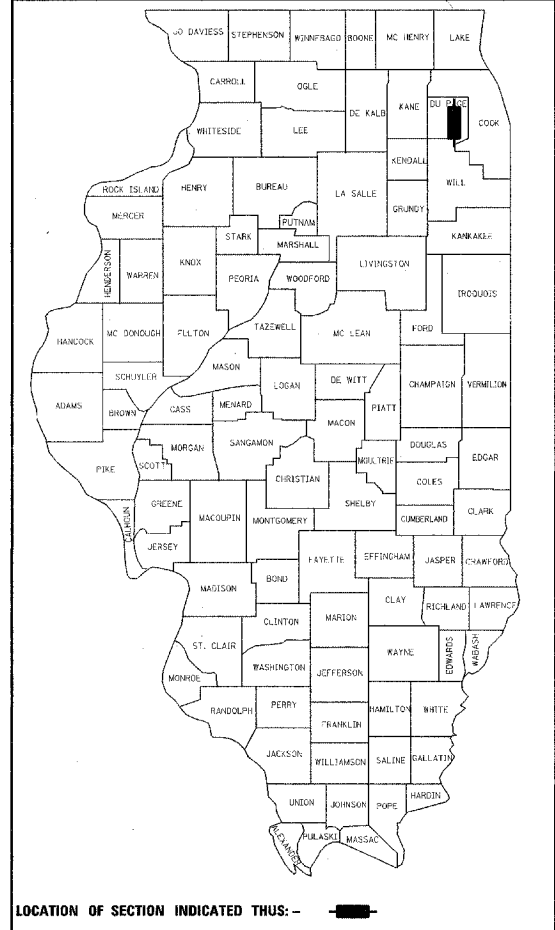 JO DAVIESS STEPHENSON WINNEBAGO BOONE MC HENRY LAKE
CARROLL OGLE
DE KALB KANE DU PAGE COOK
WHITESIDE LEE
KENDALL WILL
ROCK ISLAND HENRY BUREAU LA SALLE
GRUNDY
MERCER PUTNAM
STARK MARSHALL KANKAKEE
HENDERSON WARREN KNOX PEORIA WOODFORD LIVINGSTON IROQUOIS
FORD
HANCOCK MC DONOUGH FULTON TAZEWELL MC LEAN
SCHUYLER MASON
LOGAN DE WITT CHAMPAIGN VERMILION
ADAMS BROWN CASS MENARD PIATT
MACON
MORGAN SANGAMON DOUGLAS EDGAR
PIKE SCOTT CHRISTIAN MOULTRIE COLES
GREENE SHELBY
CALHOUN MACOUPIN MONTGOMERY CUMBERLAND CLARK
JERSEY
FAYETTE EFFINGHAM JASPER CRAWFORD
MADISON BOND
CLAY RICHLAND LAWRENCE
CLINTON MARION
ST. CLAIR WAYNE EDWARDS WABASH
WASHINGTON JEFFERSON
MONROE
RANDOLPH PERRY HAMILTON WHITE
FRANKLIN
JACKSON WILLIAMSON SALINE GALLATIN
HARDIN
UNION JOHNSON POPE
ALEXANDER PULASKI MASSAC
LOCATION OF SECTION INDICATED THUS: -